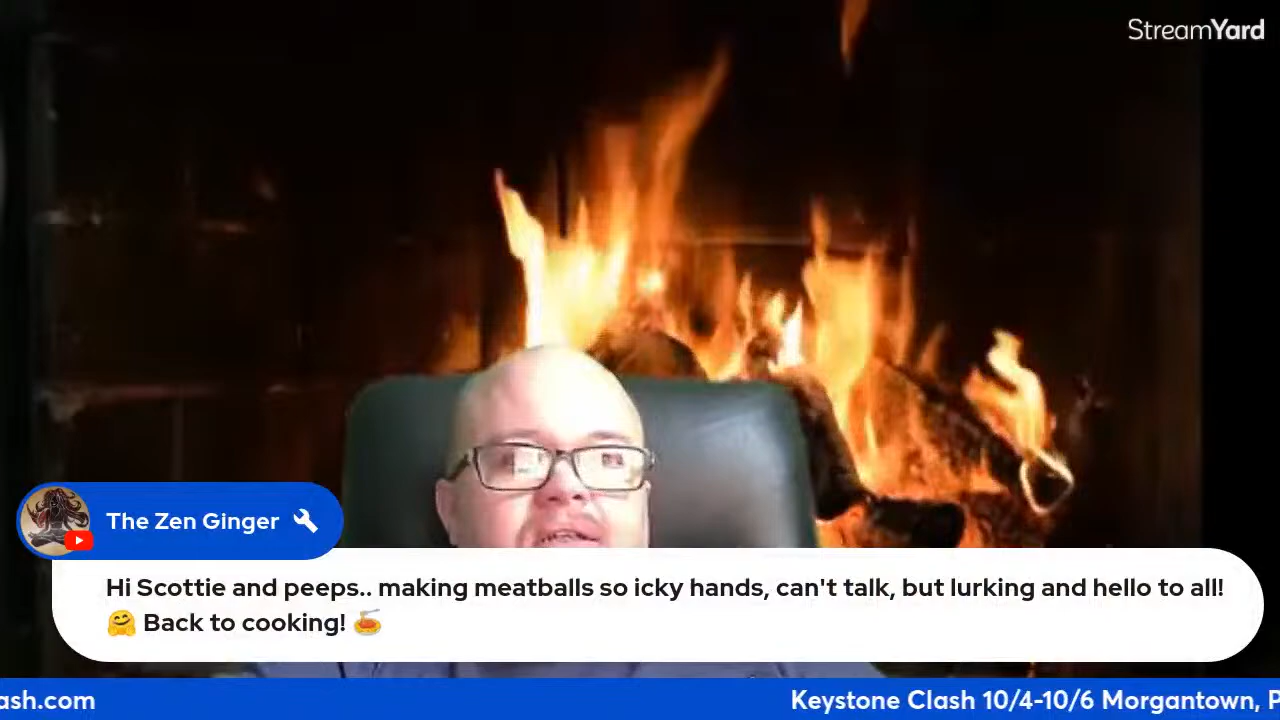 StreamYard
The Zen Ginger
Hi Scottie and peeps.. making meatballs so icky hands, can't talk, but lurking and hello to all!
🤗 Back to cooking! 🍝
ash.com
Keystone Clash 10/4-10/6 Morgantown, P